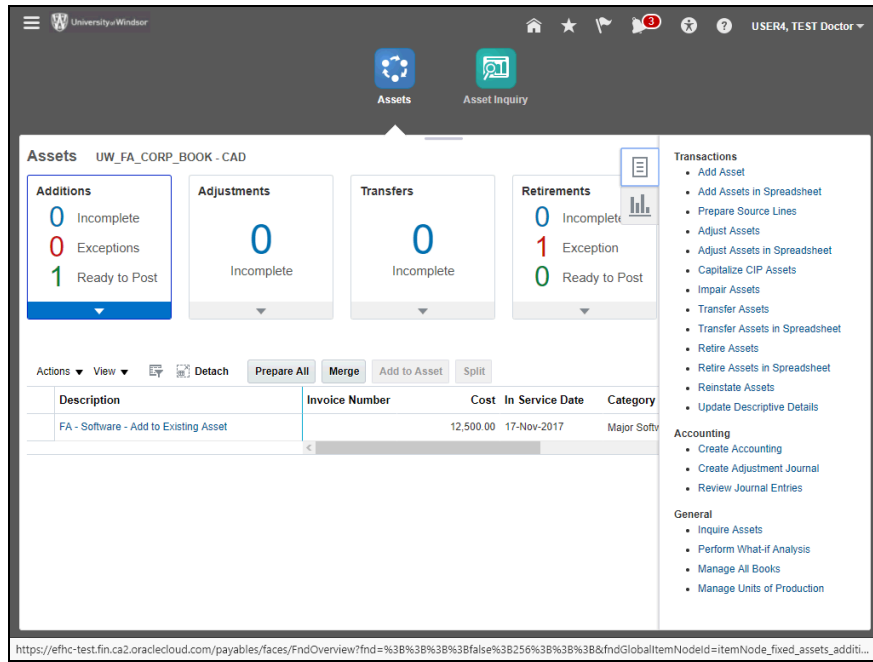 University of Windsor
3
USER4, TEST Doctor
Assets
Asset Inquiry
Assets UW_FA_CORP_BOOK - CAD
Additions
0 Incomplete
0 Exceptions
1 Ready to Post
Adjustments
0
Incomplete
Transfers
0
Incomplete
Retirements
0 Incomplete
1 Exception
0 Ready to Post
Actions View Detach Prepare All Merge Add to Asset Split
Description Invoice Number Cost In Service Date Category
FA - Software - Add to Existing Asset 12,500.00 17-Nov-2017 Major Softw
Transactions
• Add Asset
• Add Assets in Spreadsheet
• Prepare Source Lines
• Adjust Assets
• Adjust Assets in Spreadsheet
• Capitalize CIP Assets
• Impair Assets
• Transfer Assets
• Transfer Assets in Spreadsheet
• Retire Assets
• Retire Assets in Spreadsheet
• Reinstate Assets
• Update Descriptive Details
Accounting
• Create Accounting
• Create Adjustment Journal
• Review Journal Entries
General
• Inquire Assets
• Perform What-if Analysis
• Manage All Books
• Manage Units of Production
https://efhc-test.fin.ca2.oraclecloud.com/payables/faces/FndOverview?fnd=%3B%3B%3B%3Bfalse%3B256%3B%3B%3B&fndGlobalItemNodeId=itemNode_fixed_assets_additi...